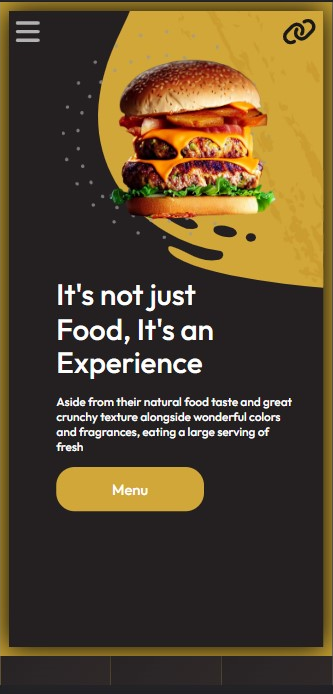 It's not just
Food, It's an
Experience
Aside from their natural food taste and great
crunchy texture alongside wonderful colors
and fragrances, eating a large serving of
fresh
Menu